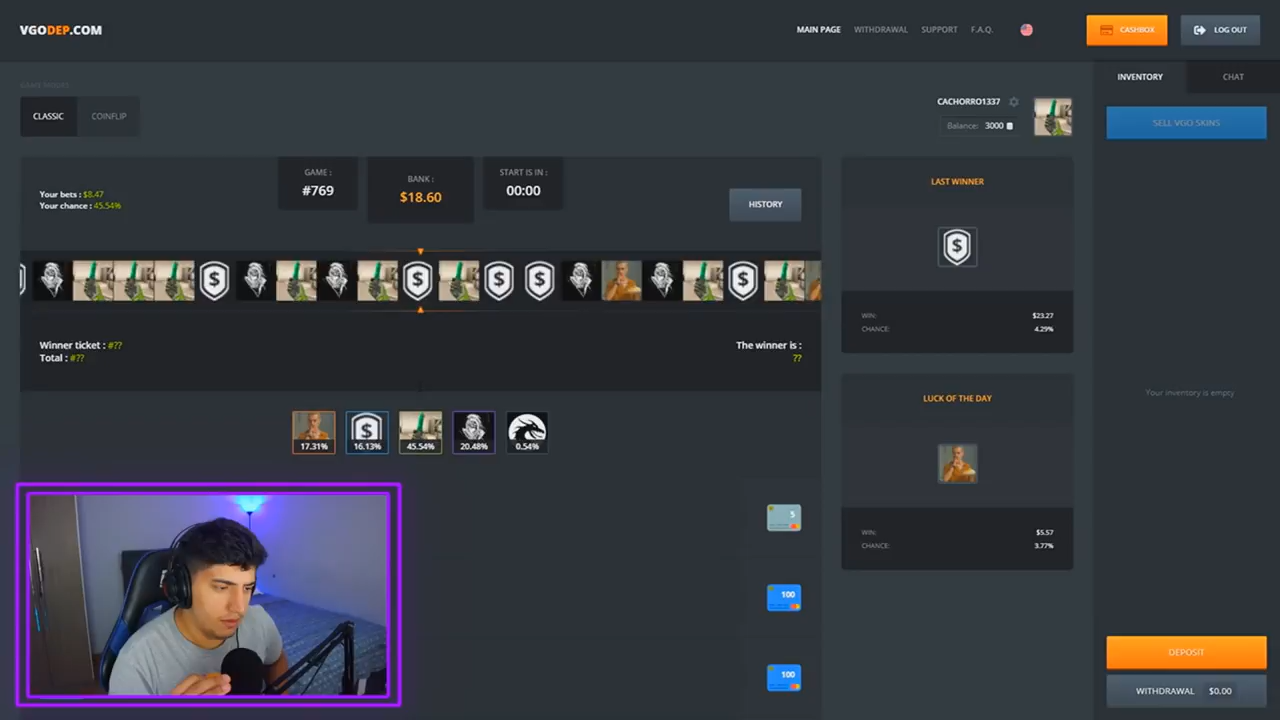 VGODEP.COM
MAIN PAGE
WITHDRAWAL
SUPPORT
F.A.Q.
CASHBOX
LOG OUT
GAME MODES
CLASSIC
COINFLIP
CACHORRO1337
Balance: 3000
INVENTORY
CHAT
SELL VGO SKINS
Your bets : $8.47
Your chance : 45.54%
GAME :
#769
BANK :
$18.60
START IS IN :
00:00
HISTORY
Winner ticket : #??
Total : #??
The winner is :
??
17.31%
16.13%
45.54%
20.48%
0.54%
5
100
100
LAST WINNER
WIN:
$23.27
CHANCE:
4.29%
LUCK OF THE DAY
WIN:
$5.57
CHANCE:
3.77%
Your inventory is empty
DEPOSIT
WITHDRAWAL $0.00